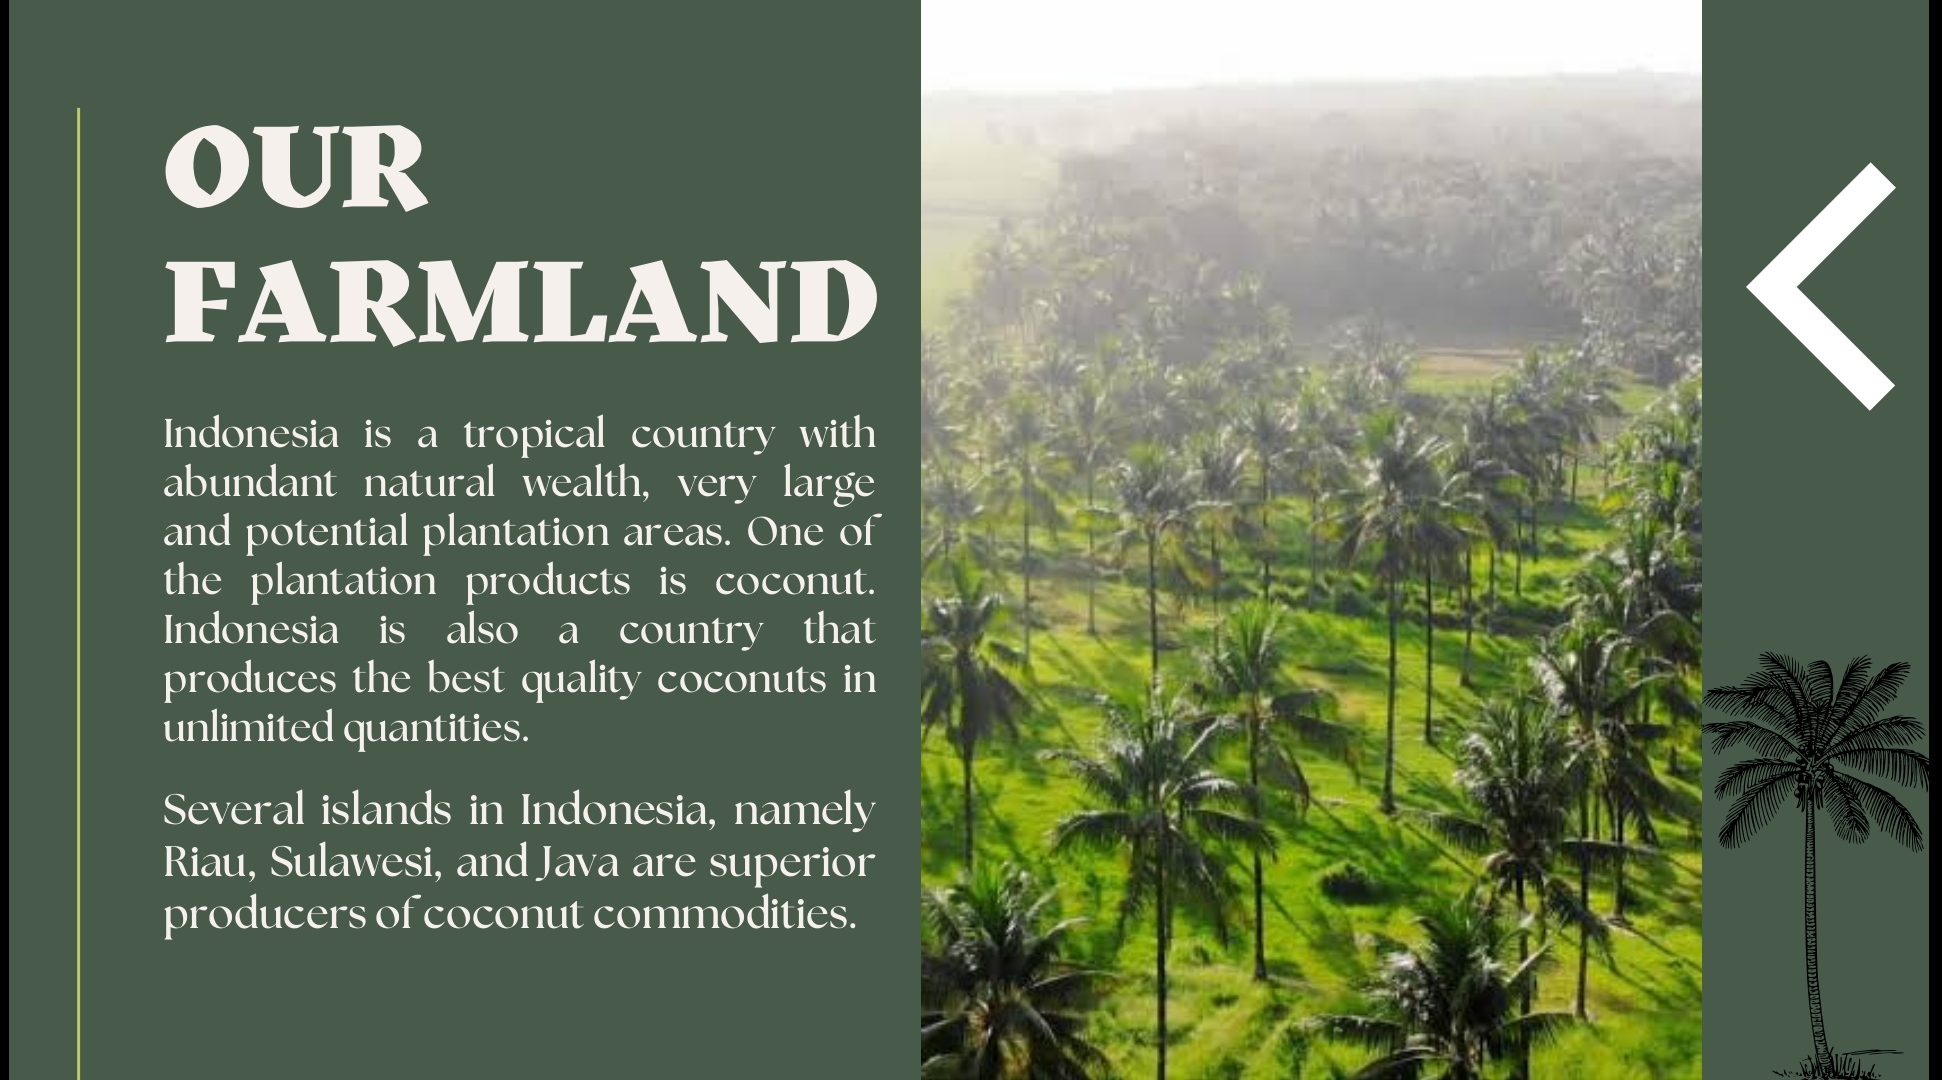 OUR
FARMLAND
Indonesia is a tropical country with
abundant natural wealth, very large
and potential plantation areas. One of
the plantation products is coconut.
Indonesia is also a country that
produces the best quality coconuts in
unlimited quantities.
Several islands in Indonesia, namely
Riau, Sulawesi, and Java are superior
producers of coconut commodities.